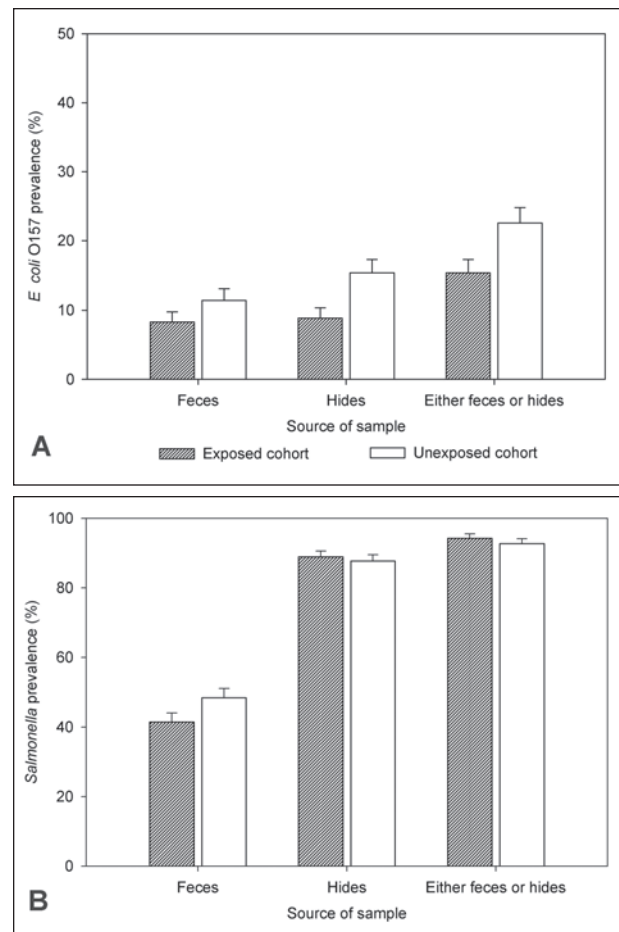 50
40
30
20
10
0
E coli O157 prevalence (%)
Feces Hides Either feces or hides
Source of sample
A
Exposed cohort Unexposed cohort
100
80
60
40
20
0
Salmonella prevalence (%)
Feces Hides Either feces or hides
Source of sample
B